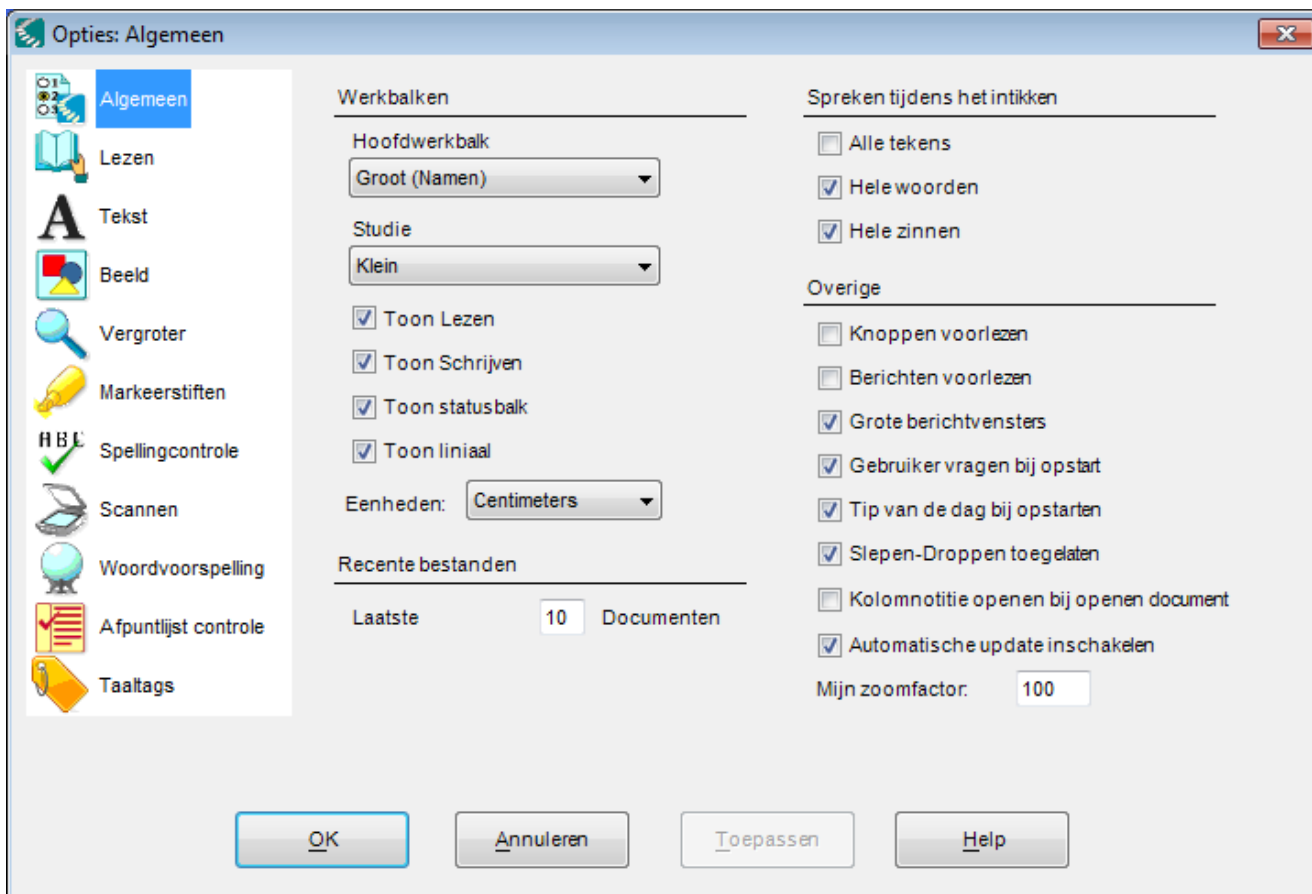 Opties: Algemeen
Algemeen
Lezen
Tekst
Beeld
Vergroter
Markeerstiften
ABC
Spellingcontrole
Scannen
Woordvoorspelling
Afpuntlijst controle
Taaltags
Werkbalken
Hoofdwerkbalk
Groot (Namen)
Studie
Klein
Toon Lezen
Toon Schrijven
Toon statusbalk
Toon liniaal
Eenheden: Centimeters
Recente bestanden
Laatste 10 Documenten
Spreken tijdens het intikken
Alle tekens
Hele woorden
Hele zinnen
Overige
Knoppen voorlezen
Berichten voorlezen
Grote berichtvensters
Gebruiker vragen bij opstart
Tip van de dag bij opstarten
Slepen-Droppen toegelaten
Kolomnotitie openen bij openen document
Automatische update inschakelen
Mijn zoomfactor: 100
OK Annuleren Toepassen Help